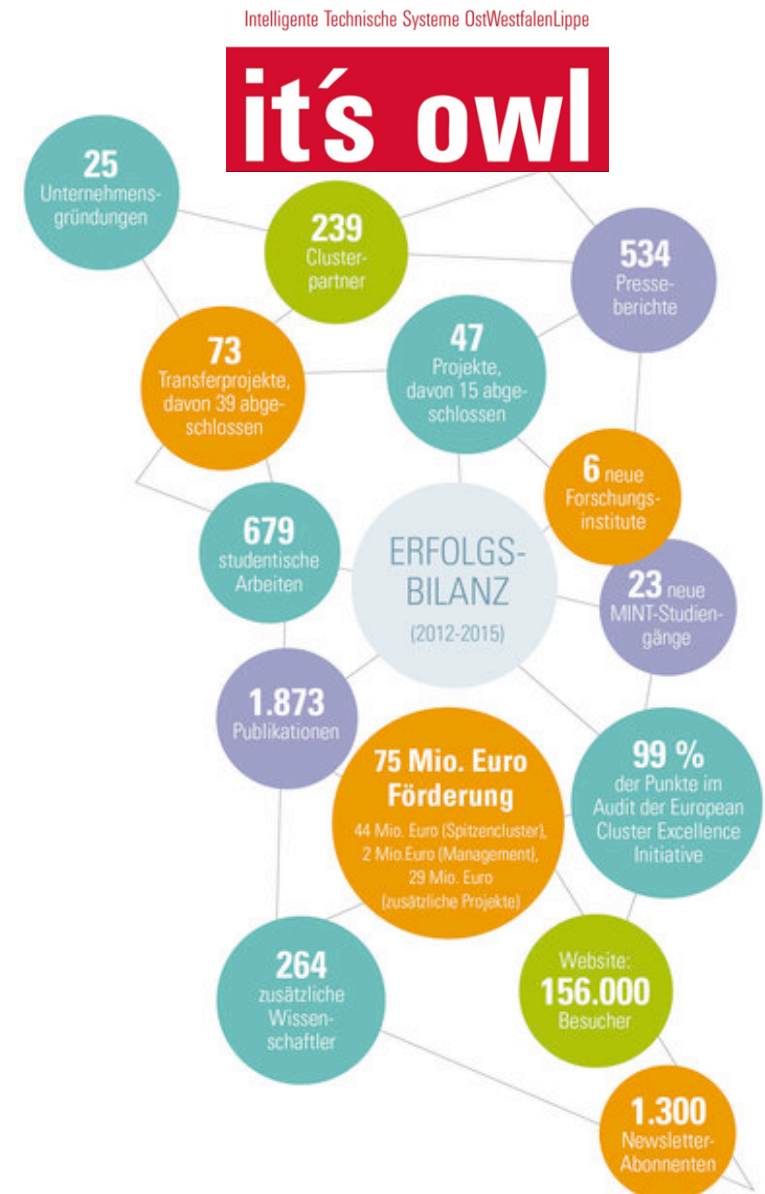 Intelligente Technische Systeme OstWestfalenLippe
it´s owl
25
Unternehmens-
gründungen
239
Cluster-
partner
534
Presse-
berichte
73
Transferprojekte,
davon 39 abge-
schlossen
47
Projekte,
davon 15 abge-
schlossen
6 neue
Forschungs-
institute
679
studentische
Arbeiten
ERFOLGS-
BILANZ
(2012-2015)
23 neue
MINT-Studien-
gänge
1.873
Publikationen
75 Mio. Euro
Förderung
44 Mio. Euro (Spitzencluster),
2 Mio.Euro (Management),
29 Mio. Euro
(zusätzliche Projekte)
99 %
der Punkte im
Audit der European
Cluster Excellence
Initiative
264
zusätzliche
Wissen-
schaftler
Website:
156.000
Besucher
1.300
Newsletter-
Abonnenten